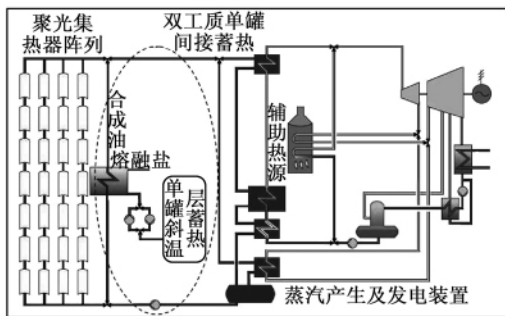 聚光集
热器阵列
双工质单罐
间接蓄热
合成油
熔融盐
单罐斜温
层蓄热
辅助热源
蒸汽产生及发电装置